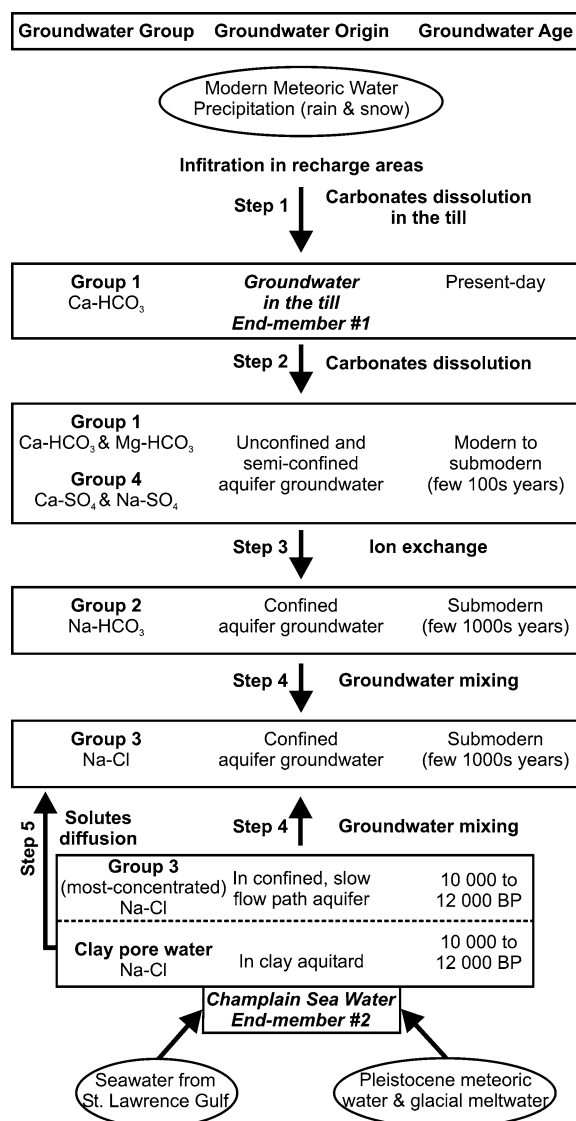 Groundwater Group Groundwater Origin Groundwater Age
Modern Meteoric Water
Precipitation (rain & snow)
Infitration in recharge areas
Step 1
Carbonates dissolution
in the till
Group 1
Ca-HCO₃
Groundwater
in the till
End-member #1
Present-day
Step 2 Carbonates dissolution
Group 1
Ca-HCO₃ & Mg-HCO₃
Group 4
Ca-SO₄ & Na-SO₄
Unconfined and
semi-confined
aquifer groundwater
Modern to
submodern
(few 100s years)
Step 3 Ion exchange
Group 2
Na-HCO₃
Confined
aquifer groundwater
Submodern
(few 1000s years)
Step 4 Groundwater mixing
Group 3
Na-Cl
Confined
aquifer groundwater
Submodern
(few 1000s years)
Step 5
Solutes
diffusion
Step 4 Groundwater mixing
Group 3
(most-concentrated)
Na-Cl
In confined, slow
flow path aquifer
10 000 to
12 000 BP
Clay pore water
Na-Cl
In clay aquitard
10 000 to
12 000 BP
Champlain Sea Water
End-member #2
Seawater from
St. Lawrence Gulf
Pleistocene meteoric
water & glacial meltwater